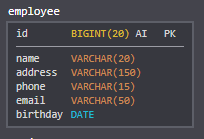 employee
id BIGINT(20) AI PK
name VARCHAR(20)
address VARCHAR(150)
phone VARCHAR(15)
email VARCHAR(50)
birthday DATE